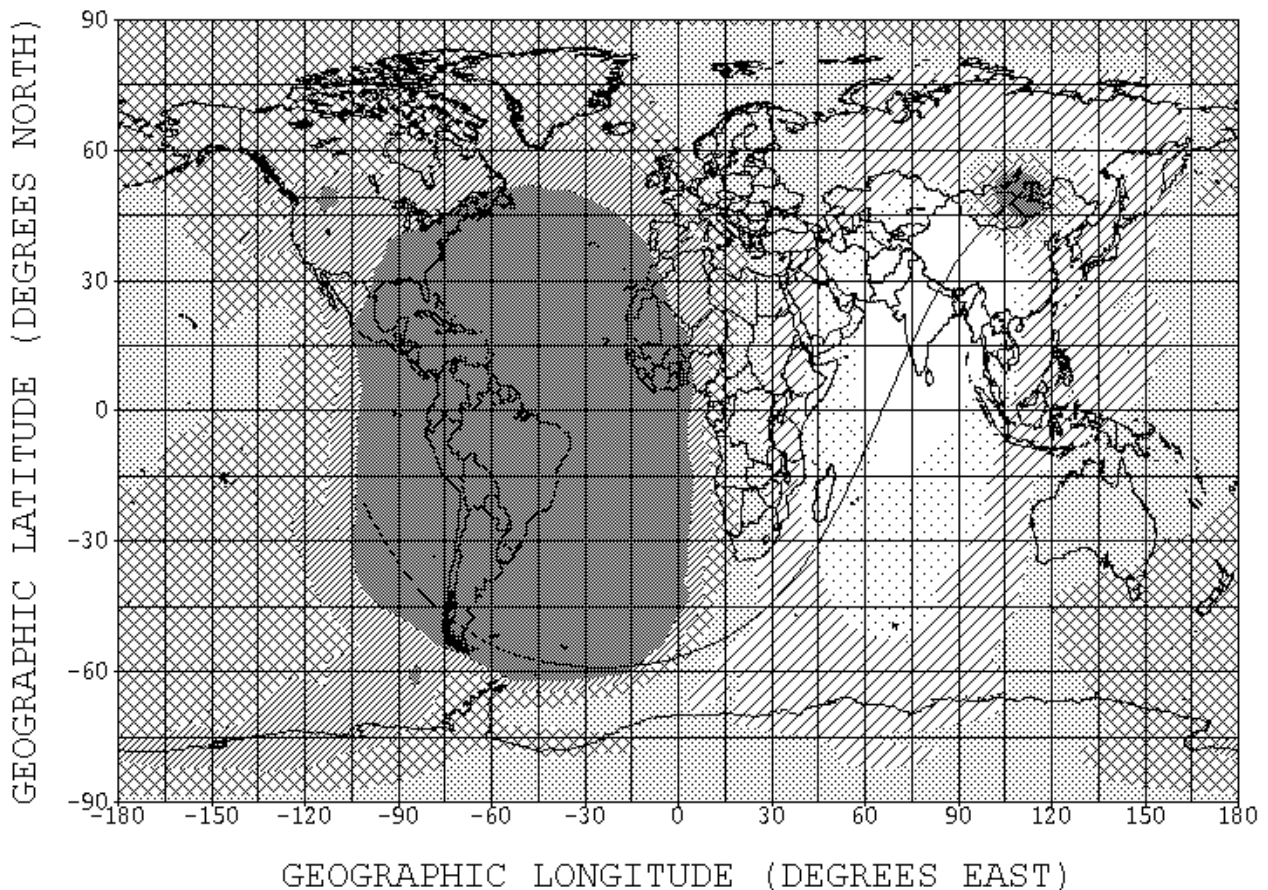 GEOGRAPHIC LATITUDE (DEGREES NORTH)
90
60
30
0
-30
-60
-90
T
-180 -150 -120 -90 -60 -30 0 30 60 90 120 150 180
GEOGRAPHIC LONGITUDE (DEGREES EAST)